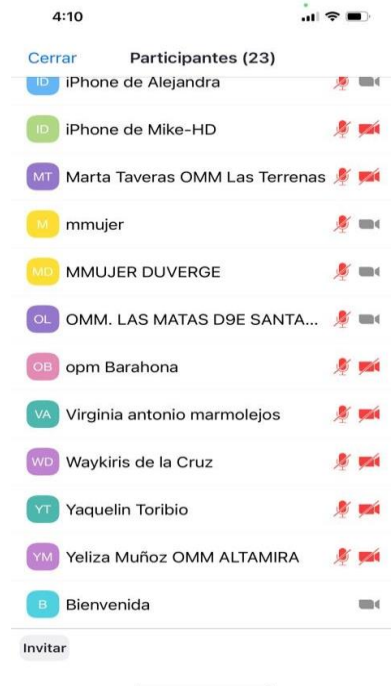 4:10
Cerrar Participantes (23)
ID iPhone de Alejandra
ID iPhone de Mike-HD
MT Marta Taveras OMM Las Terrenas
M mmujer
MD MMUJER DUVERGE
OL OMM. LAS MATAS D9E SANTA...
OB opm Barahona
VA Virginia antonio marmolejos
WD Waykiris de la Cruz
YT Yaquelin Toribio
YM Yeliza Muñoz OMM ALTAMIRA
B Bienvenida
Invitar